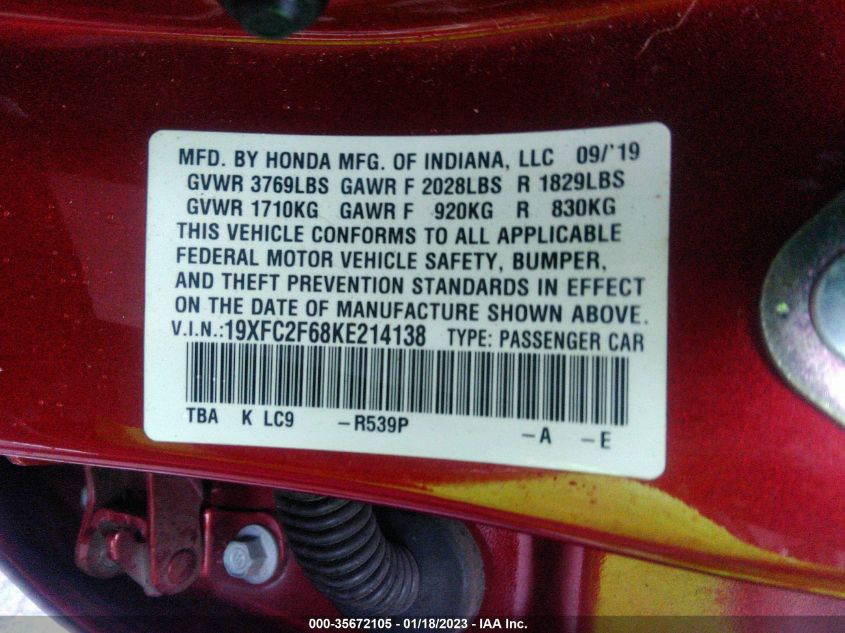 MFD. BY HONDA MFG. OF INDIANA, LLC 09/'19
GVWR 3769LBS GAWR F 2028LBS R 1829LBS
GVWR 1710KG GAWR F 920KG R 830KG
THIS VEHICLE CONFORMS TO ALL APPLICABLE
FEDERAL MOTOR VEHICLE SAFETY, BUMPER,
AND THEFT PREVENTION STANDARDS IN EFFECT
ON THE DATE OF MANUFACTURE SHOWN ABOVE.
V.I.N.:19XFC2F68KE214138 TYPE: PASSENGER CAR
TBA K LC9 -R539P -A -E
000-35672105 - 01/18/2023 - IAA Inc.